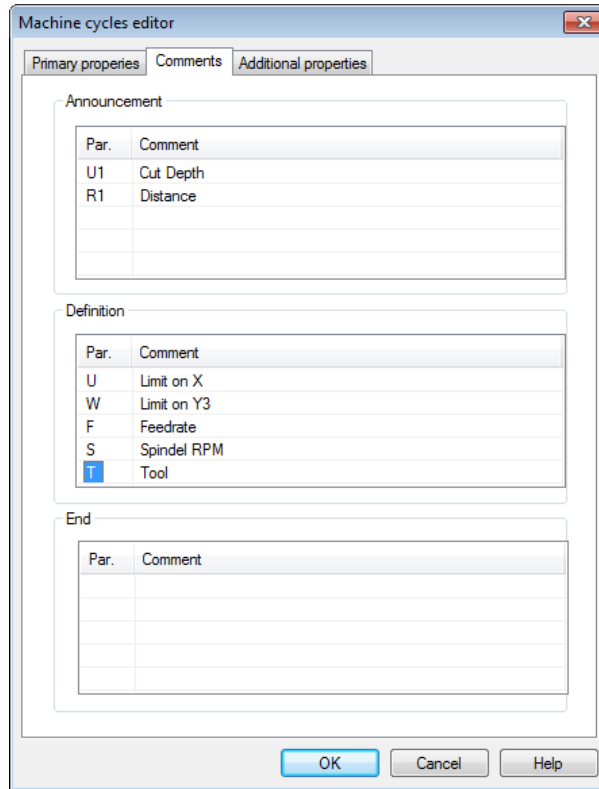 Machine cycles editor
Primary properies Comments Additional properties
Announcement
Par. Comment
U1 Cut Depth
R1 Distance
Definition
Par. Comment
U Limit on X
W Limit on Y3
F Feedrate
S Spindel RPM
T Tool
End
Par. Comment
OK Cancel Help